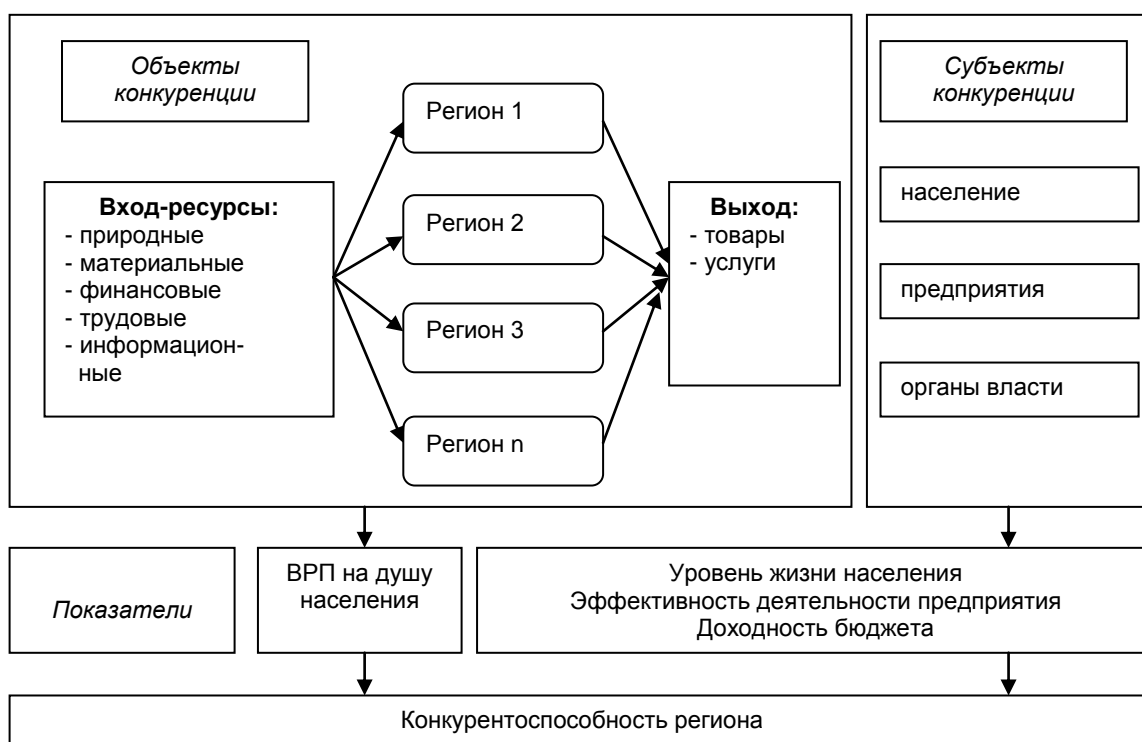 Объекты
конкуренции
Регион 1
Регион 2
Регион 3
Регион n
Вход-ресурсы:
- природные
- материальные
- финансовые
- трудовые
- информацион-
ные
Выход:
- товары
- услуги
Субъекты
конкуренции
население
предприятия
органы власти
Показатели
ВРП на душу
населения
Уровень жизни населения
Эффективность деятельности предприятия
Доходность бюджета
Конкурентоспособность региона